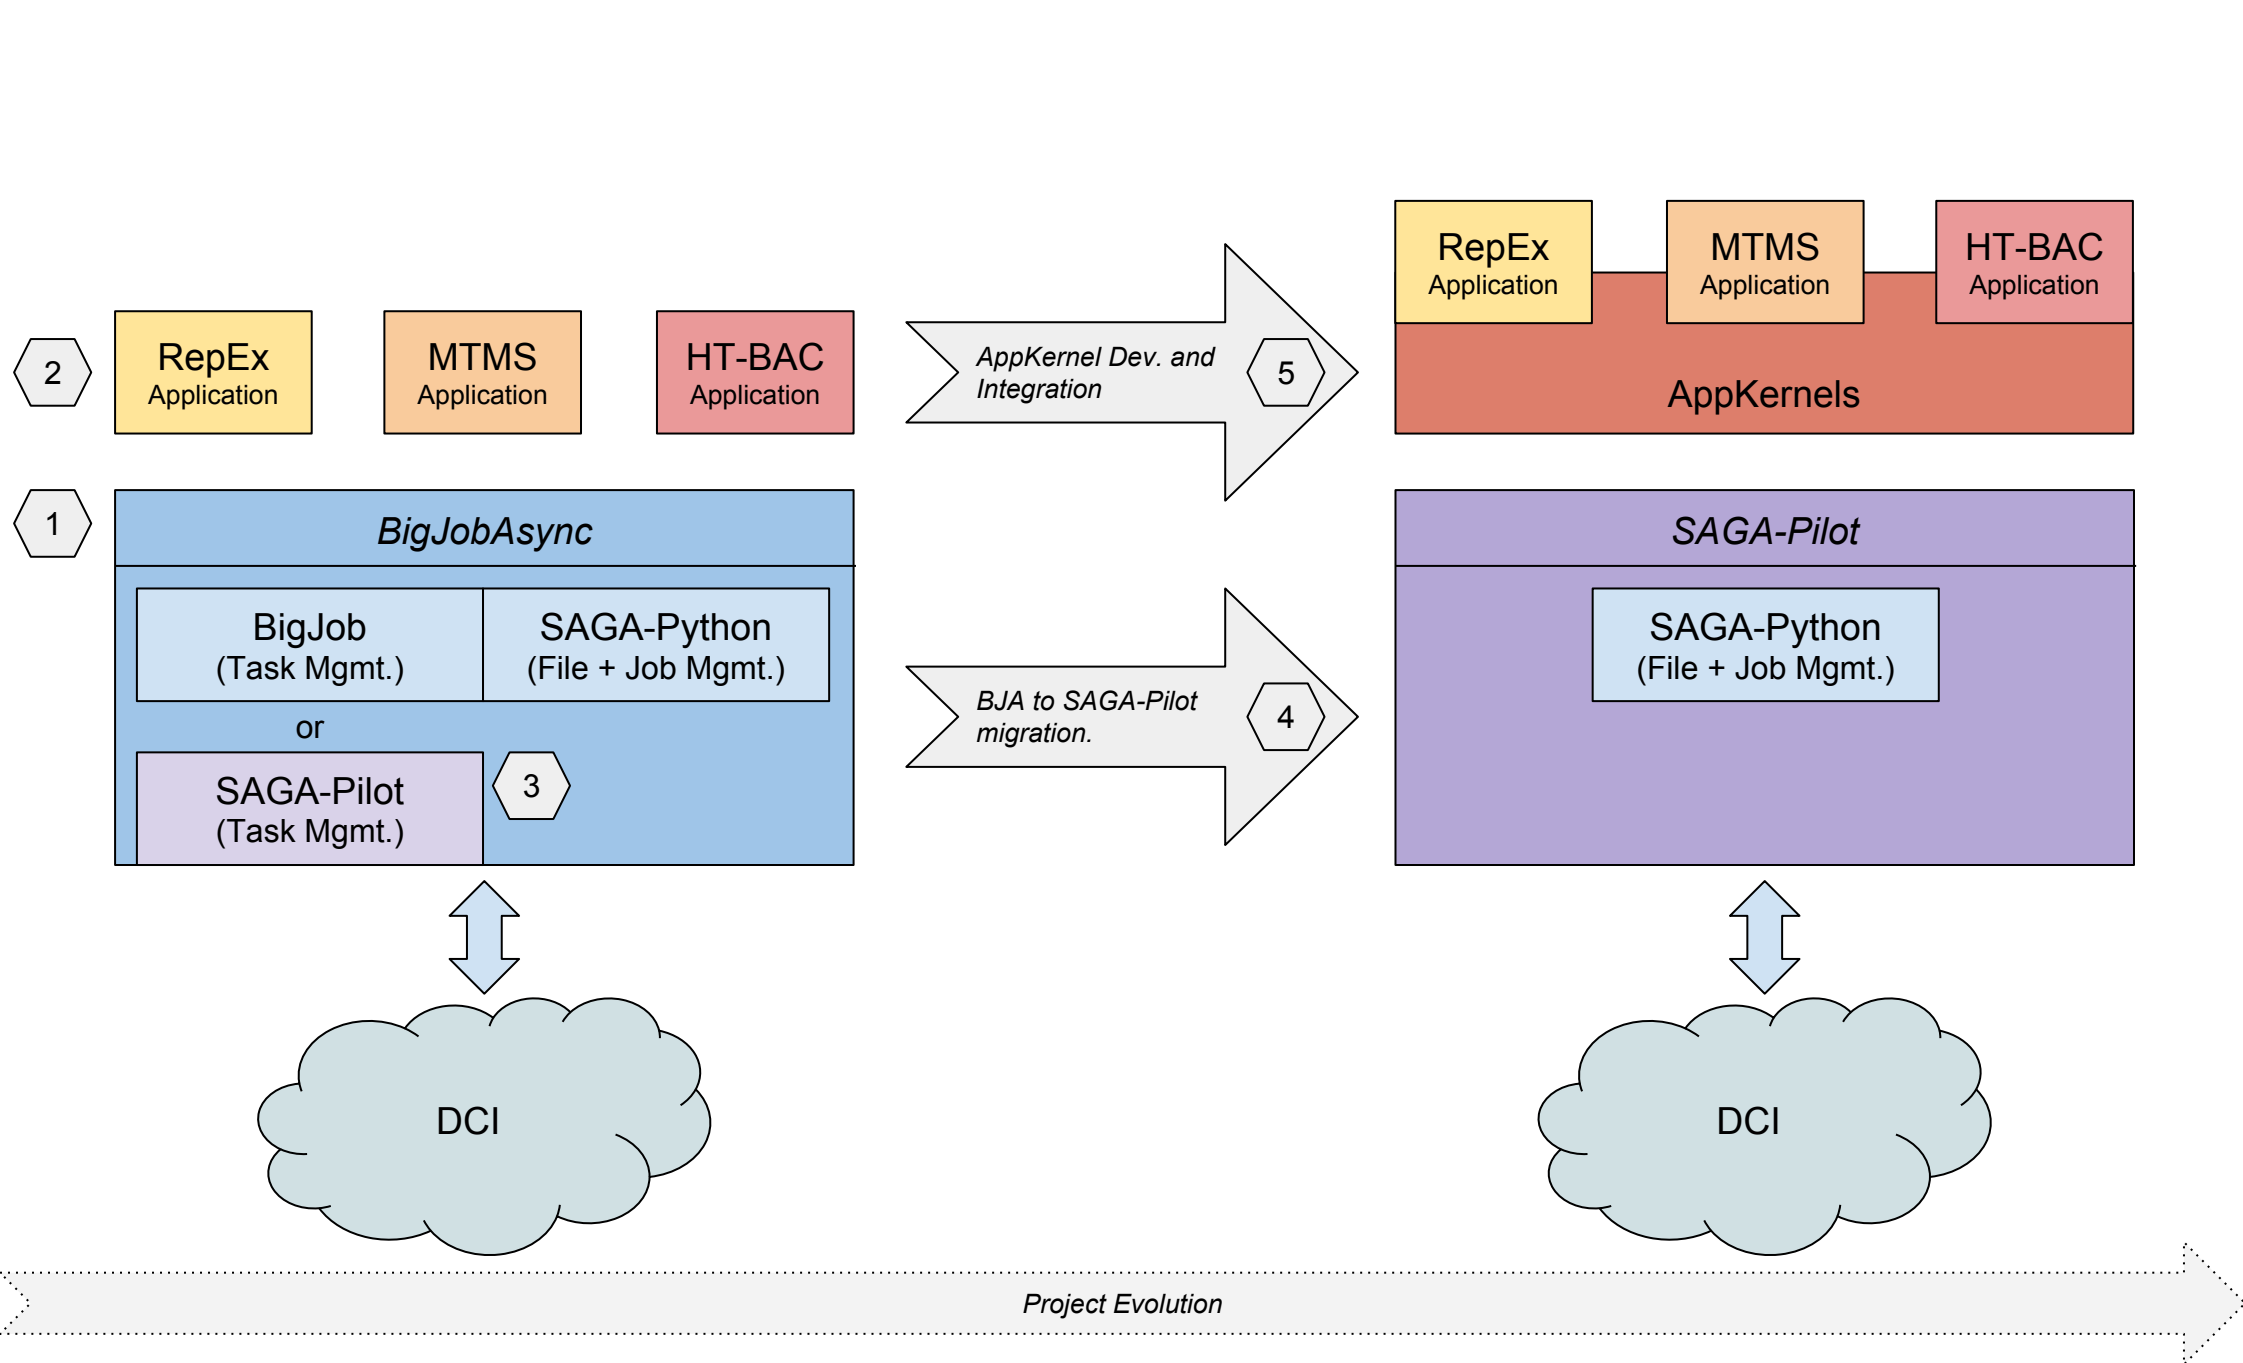 RepEx
Application
MTMS
Application
HT-BAC
Application
2
RepEx
Application
MTMS
Application
HT-BAC
Application
AppKernel Dev. and
Integration
5
AppKernels
1
BigJobAsync
BigJob
(Task Mgmt.)
SAGA-Python
(File + Job Mgmt.)
or
SAGA-Pilot
(Task Mgmt.)
3
BJA to SAGA-Pilot
migration.
4
SAGA-Pilot
SAGA-Python
(File + Job Mgmt.)
DCI
DCI
Project Evolution